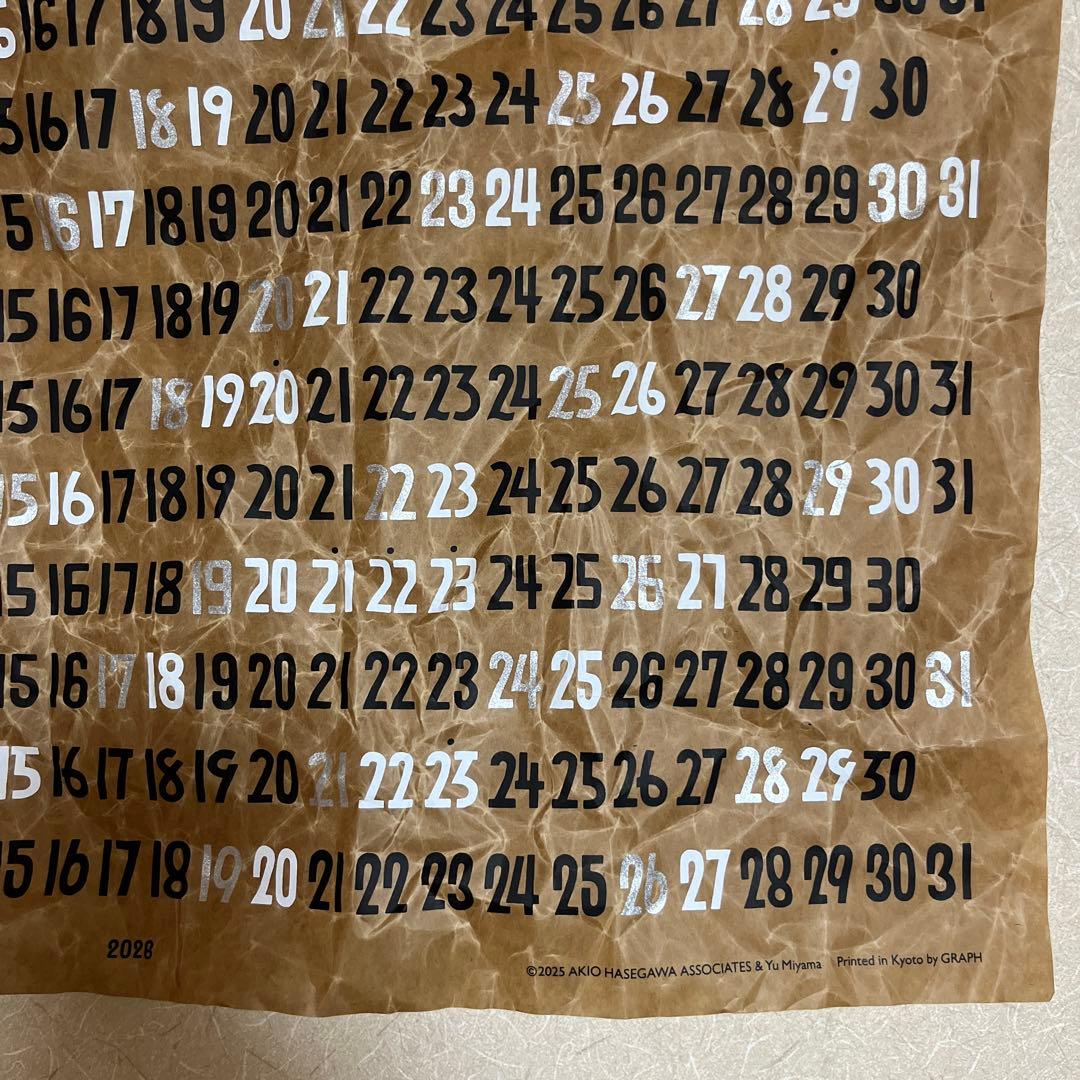 16 17 18 19 20 21 22 23 24 25 26 27 28 29 30 31
16 17 18 19 20 21 22 23 24 25 26 27 28 29 30
15 16 17 18 19 20 21 22 23 24 25 26 27 28 29 30 31
15 16 17 18 19 20 21 22 23 24 25 26 27 28 29 30
15 16 17 18 19 20 21 22 23 24 25 26 27 28 29 30 31
15 16 17 18 19 20 21 22 23 24 25 26 27 28 29 30 31
15 16 17 18 19 20 21 22 23 24 25 26 27 28 29 30
15 16 17 18 19 20 21 22 23 24 25 26 27 28 29 30 31
15 16 17 18 19 20 21 22 23 24 25 26 27 28 29 30
15 16 17 18 19 20 21 22 23 24 25 26 27 28 29 30 31
2026
©2025 AKIO HASEGAWA ASSOCIATES & Yu Miyama Printed in Kyoto by GRAPH